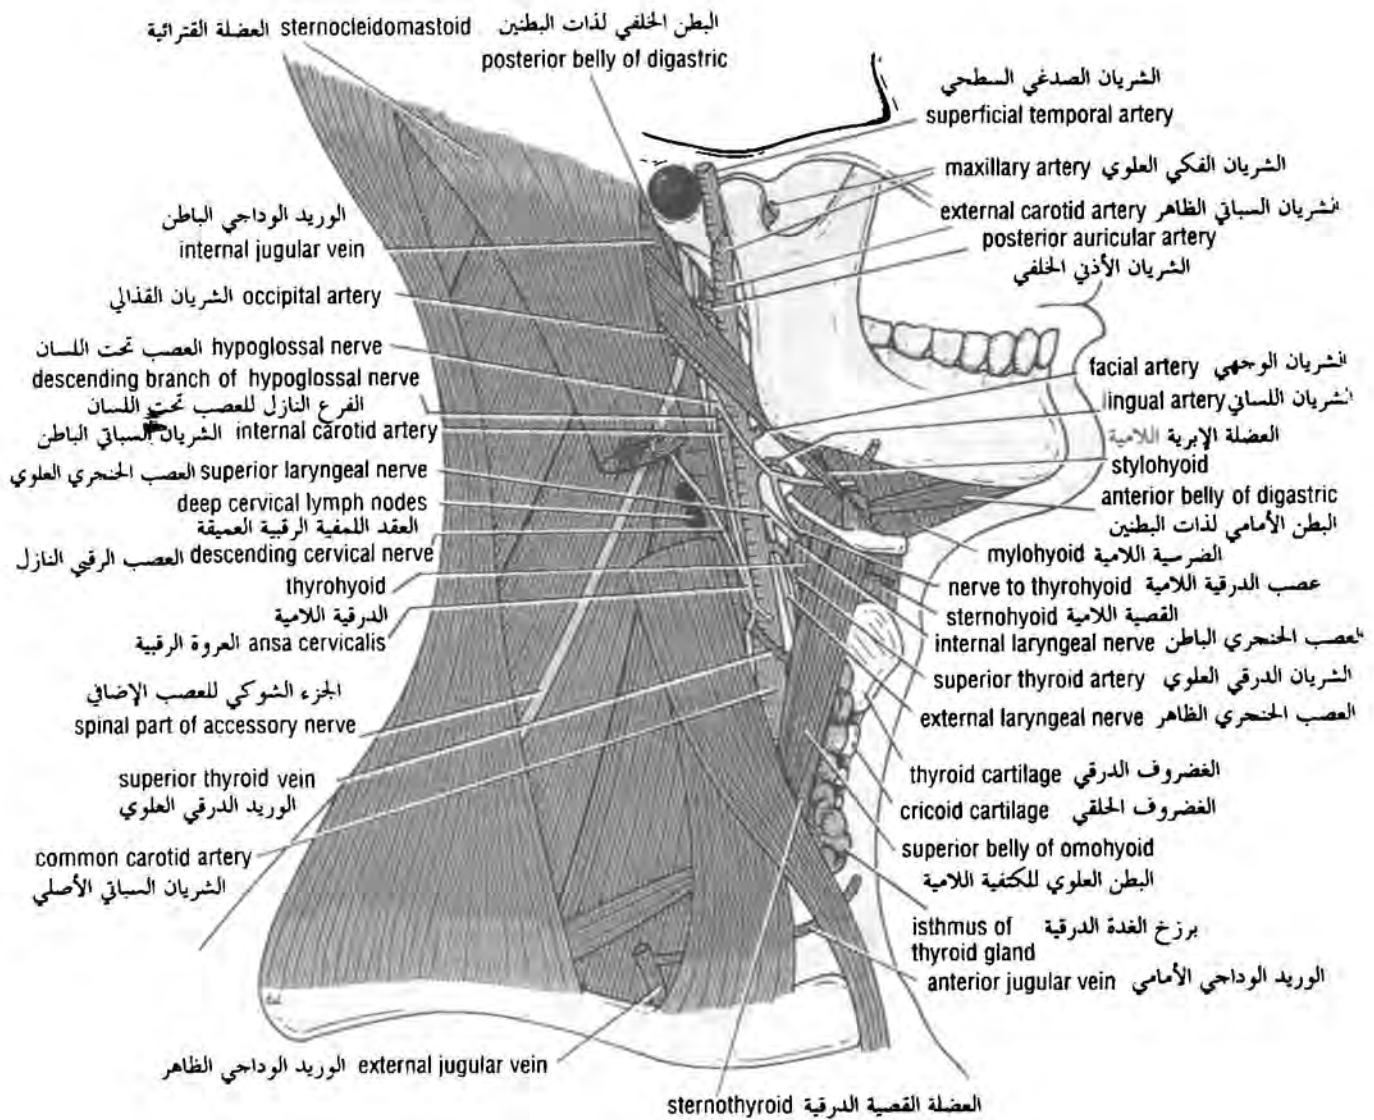 العضلة القترائية sternocleidomastoid
البطن الخلفي لذات البطنين
posterior belly of digastric
الشريان الصدغي السطحي
superficial temporal artery
maxillary artery الشريان الفكي العلوي
external carotid artery الشريان السباتي الظاهر
posterior auricular artery
الشريان الأذني الخلفي
الوريد الوداجي الباطن
internal jugular vein
الشريان القذالي occipital artery
العصب تحت اللسان hypoglossal nerve
descending branch of hypoglossal nerve
الفرع النازل للعصب تحت اللسان
الشريان السباتي الباطن internal carotid artery
العصب الحنجري العلوي superior laryngeal nerve
deep cervical lymph nodes
العقد اللمفية الرقبية العميقة
العصب الرقبي النازل descending cervical nerve
thyrohyoid
الدرقية اللامية
العروة الرقبية ansa cervicalis
الجزء الشوكي للعصب الإضافي
spinal part of accessory nerve
superior thyroid vein
الوريد الدرقي العلوي
common carotid artery
الشريان السباتي الأصلي
facial artery الشريان الوجهي
lingual artery الشريان اللساني
العضلة الإبرية اللامية
stylohyoid
anterior belly of digastric
البطن الأمامي لذات البطنين
mylohyoid الضرسية اللامية
nerve to thyrohyoid عصب الدرقية اللامية
sternohyoid القصية اللامية
internal laryngeal nerve العصب الحنجري الباطن
superior thyroid artery الشريان الدرقي العلوي
external laryngeal nerve العصب الحنجري الظاهر
thyroid cartilage الغضروف الدرقي
cricoid cartilage الغضروف الحلقي
superior belly of omohyoid
البطن العلوي للكتفية اللامية
isthmus of برزخ الغدة الدرقية
thyroid gland
anterior jugular vein الوريد الوداجي الأمامي
الوريد الوداجي الظاهر external jugular vein
sternothyroid العضلة القصية الدرقية